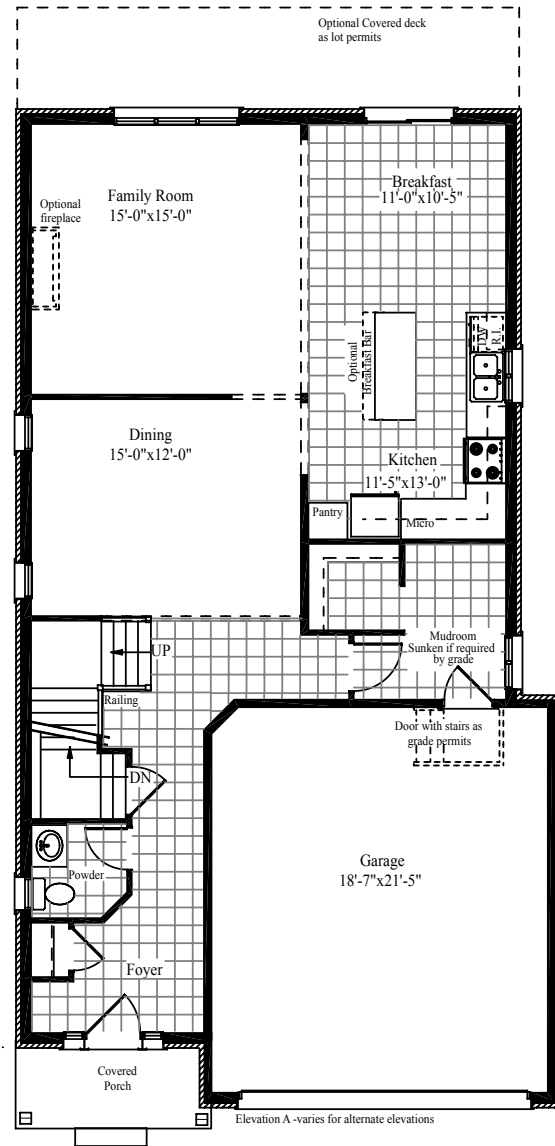 Optional Covered deck
as lot permits
Family Room
15'-0"x15'-0"
Breakfast
11'-0"x10'-5"
Optional
fireplace
Optional
Breakfast Bar
DW
R.I.
Dining
15'-0"x12'-0"
Kitchen
11'-5"x13'-0"
Pantry
Micro
UP
Mudroom
Sunken if required
by grade
Railing
Door with stairs as
grade permits
DN
Garage
18'-7"x21'-5"
Powder
Foyer
Covered
Porch
Elevation A -varies for alternate elevations